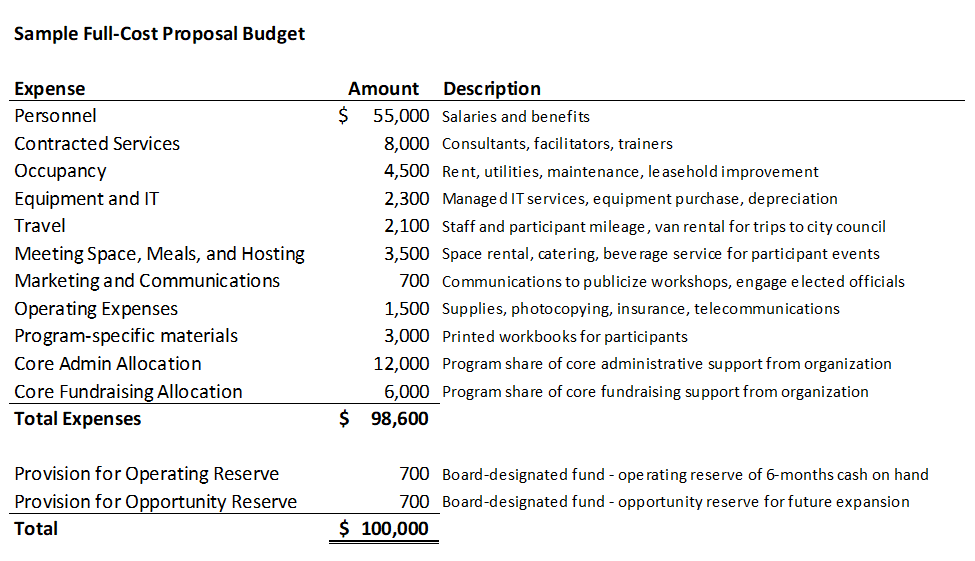 Sample Full-Cost Proposal Budget
Expense Amount Description
Personnel $ 55,000 Salaries and benefits
Contracted Services 8,000 Consultants, facilitators, trainers
Occupancy 4,500 Rent, utilities, maintenance, leasehold improvement
Equipment and IT 2,300 Managed IT services, equipment purchase, depreciation
Travel 2,100 Staff and participant mileage, van rental for trips to city council
Meeting Space, Meals, and Hosting 3,500 Space rental, catering, beverage service for participant events
Marketing and Communications 700 Communications to publicize workshops, engage elected officials
Operating Expenses 1,500 Supplies, photocopying, insurance, telecommunications
Program-specific materials 3,000 Printed workbooks for participants
Core Admin Allocation 12,000 Program share of core administrative support from organization
Core Fundraising Allocation 6,000 Program share of core fundraising support from organization
Total Expenses $ 98,600
Provision for Operating Reserve 700 Board-designated fund - operating reserve of 6-months cash on hand
Provision for Opportunity Reserve 700 Board-designated fund - opportunity reserve for future expansion
Total $ 100,000